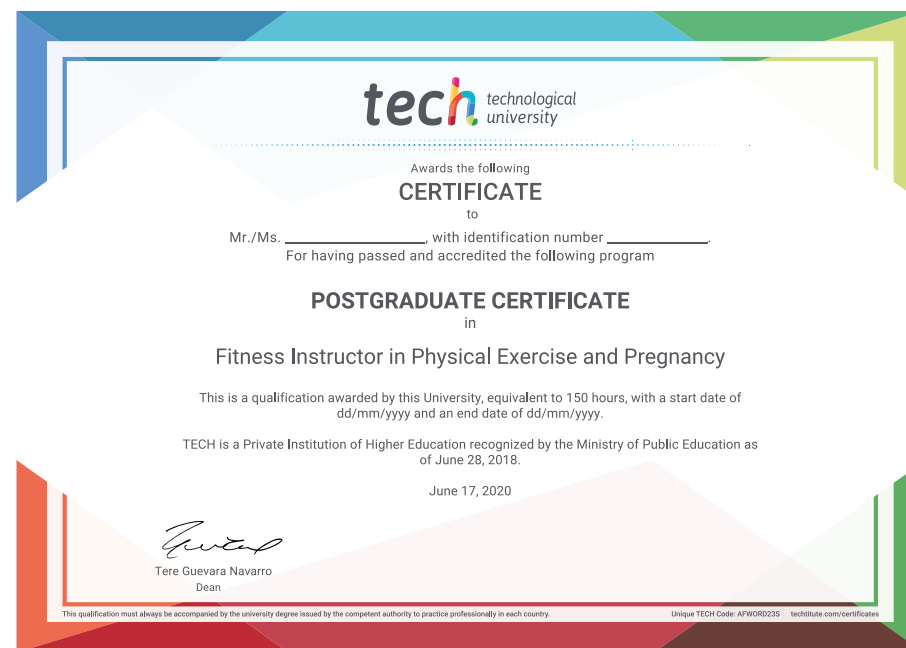 tech technological
university
Awards the following
CERTIFICATE
to
Mr./Ms. ____________________, with identification number ______________.
For having passed and accredited the following program
POSTGRADUATE CERTIFICATE
in
Fitness Instructor in Physical Exercise and Pregnancy
This is a qualification awarded by this University, equivalent to 150 hours, with a start date of
dd/mm/yyyy and an end date of dd/mm/yyyy.
TECH is a Private Institution of Higher Education recognized by the Ministry of Public Education as
of June 28, 2018.
June 17, 2020
Tere Guevara Navarro
Dean
This qualification must always be accompanied by the university degree issued by the competent authority to practice professionally in each country. Unique TECH Code: AFWORD23S techtitute.com/certificates